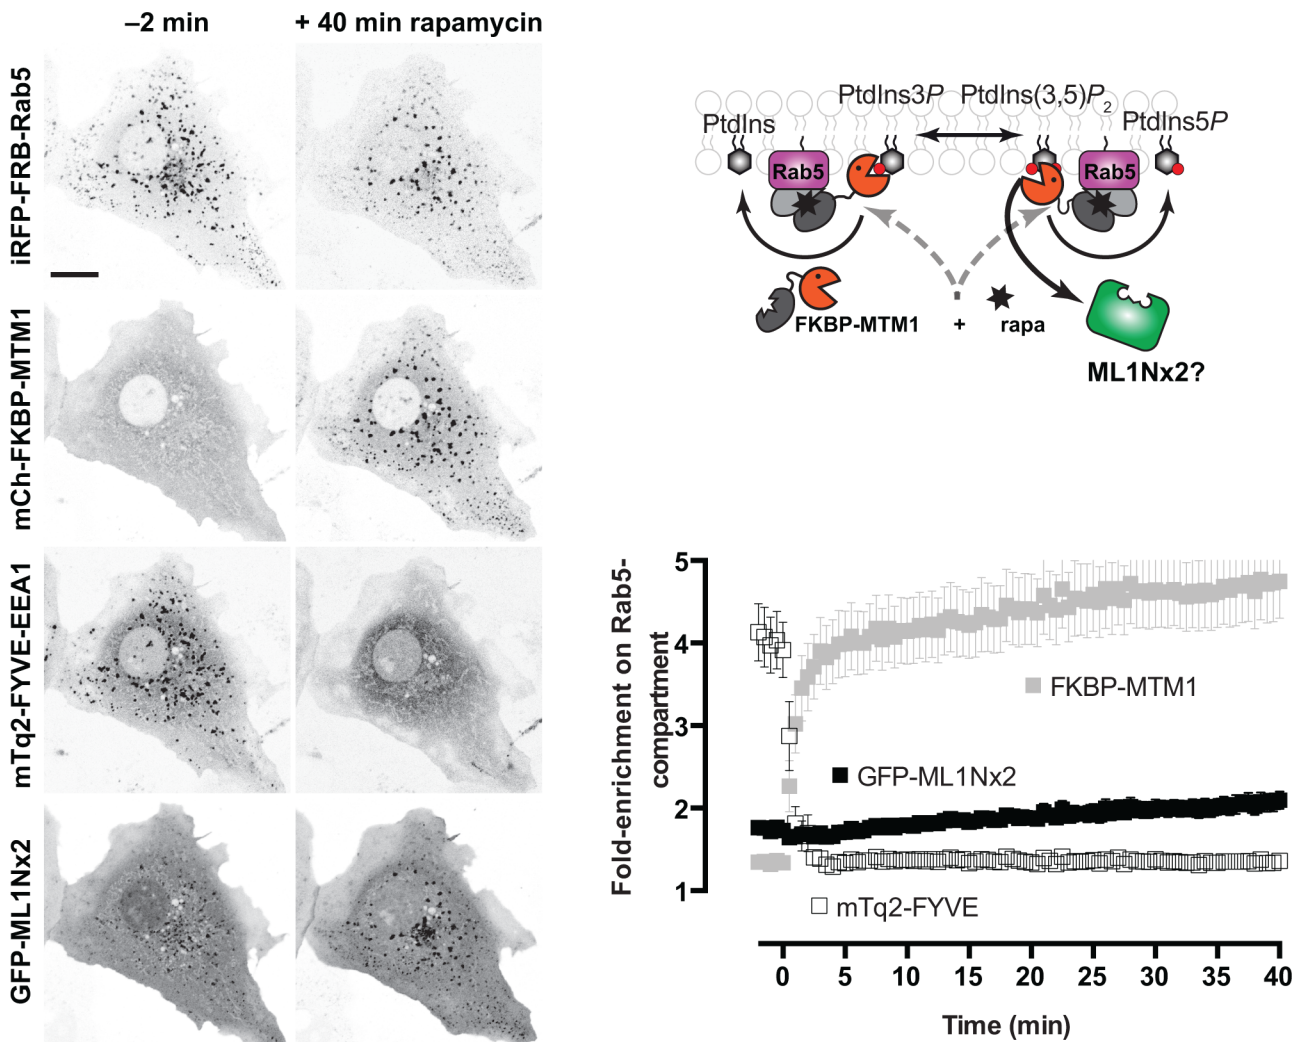 –2 min
+ 40 min rapamycin
iRFP-FRB-Rab5
mCh-FKBP-MTM1
mTq2-FYVE-EEA1
GFP-ML1Nx2
PtdIns
PtdIns3P
PtdIns(3,5)P2
PtdIns5P
Rab5
Rab5
FKBP-MTM1
+
rapa
ML1Nx2?
Fold-enrichment on Rab5-
compartment
5
4
3
2
1
FKBP-MTM1
GFP-ML1Nx2
mTq2-FYVE
0 5 10 15 20 25 30 35 40
Time (min)